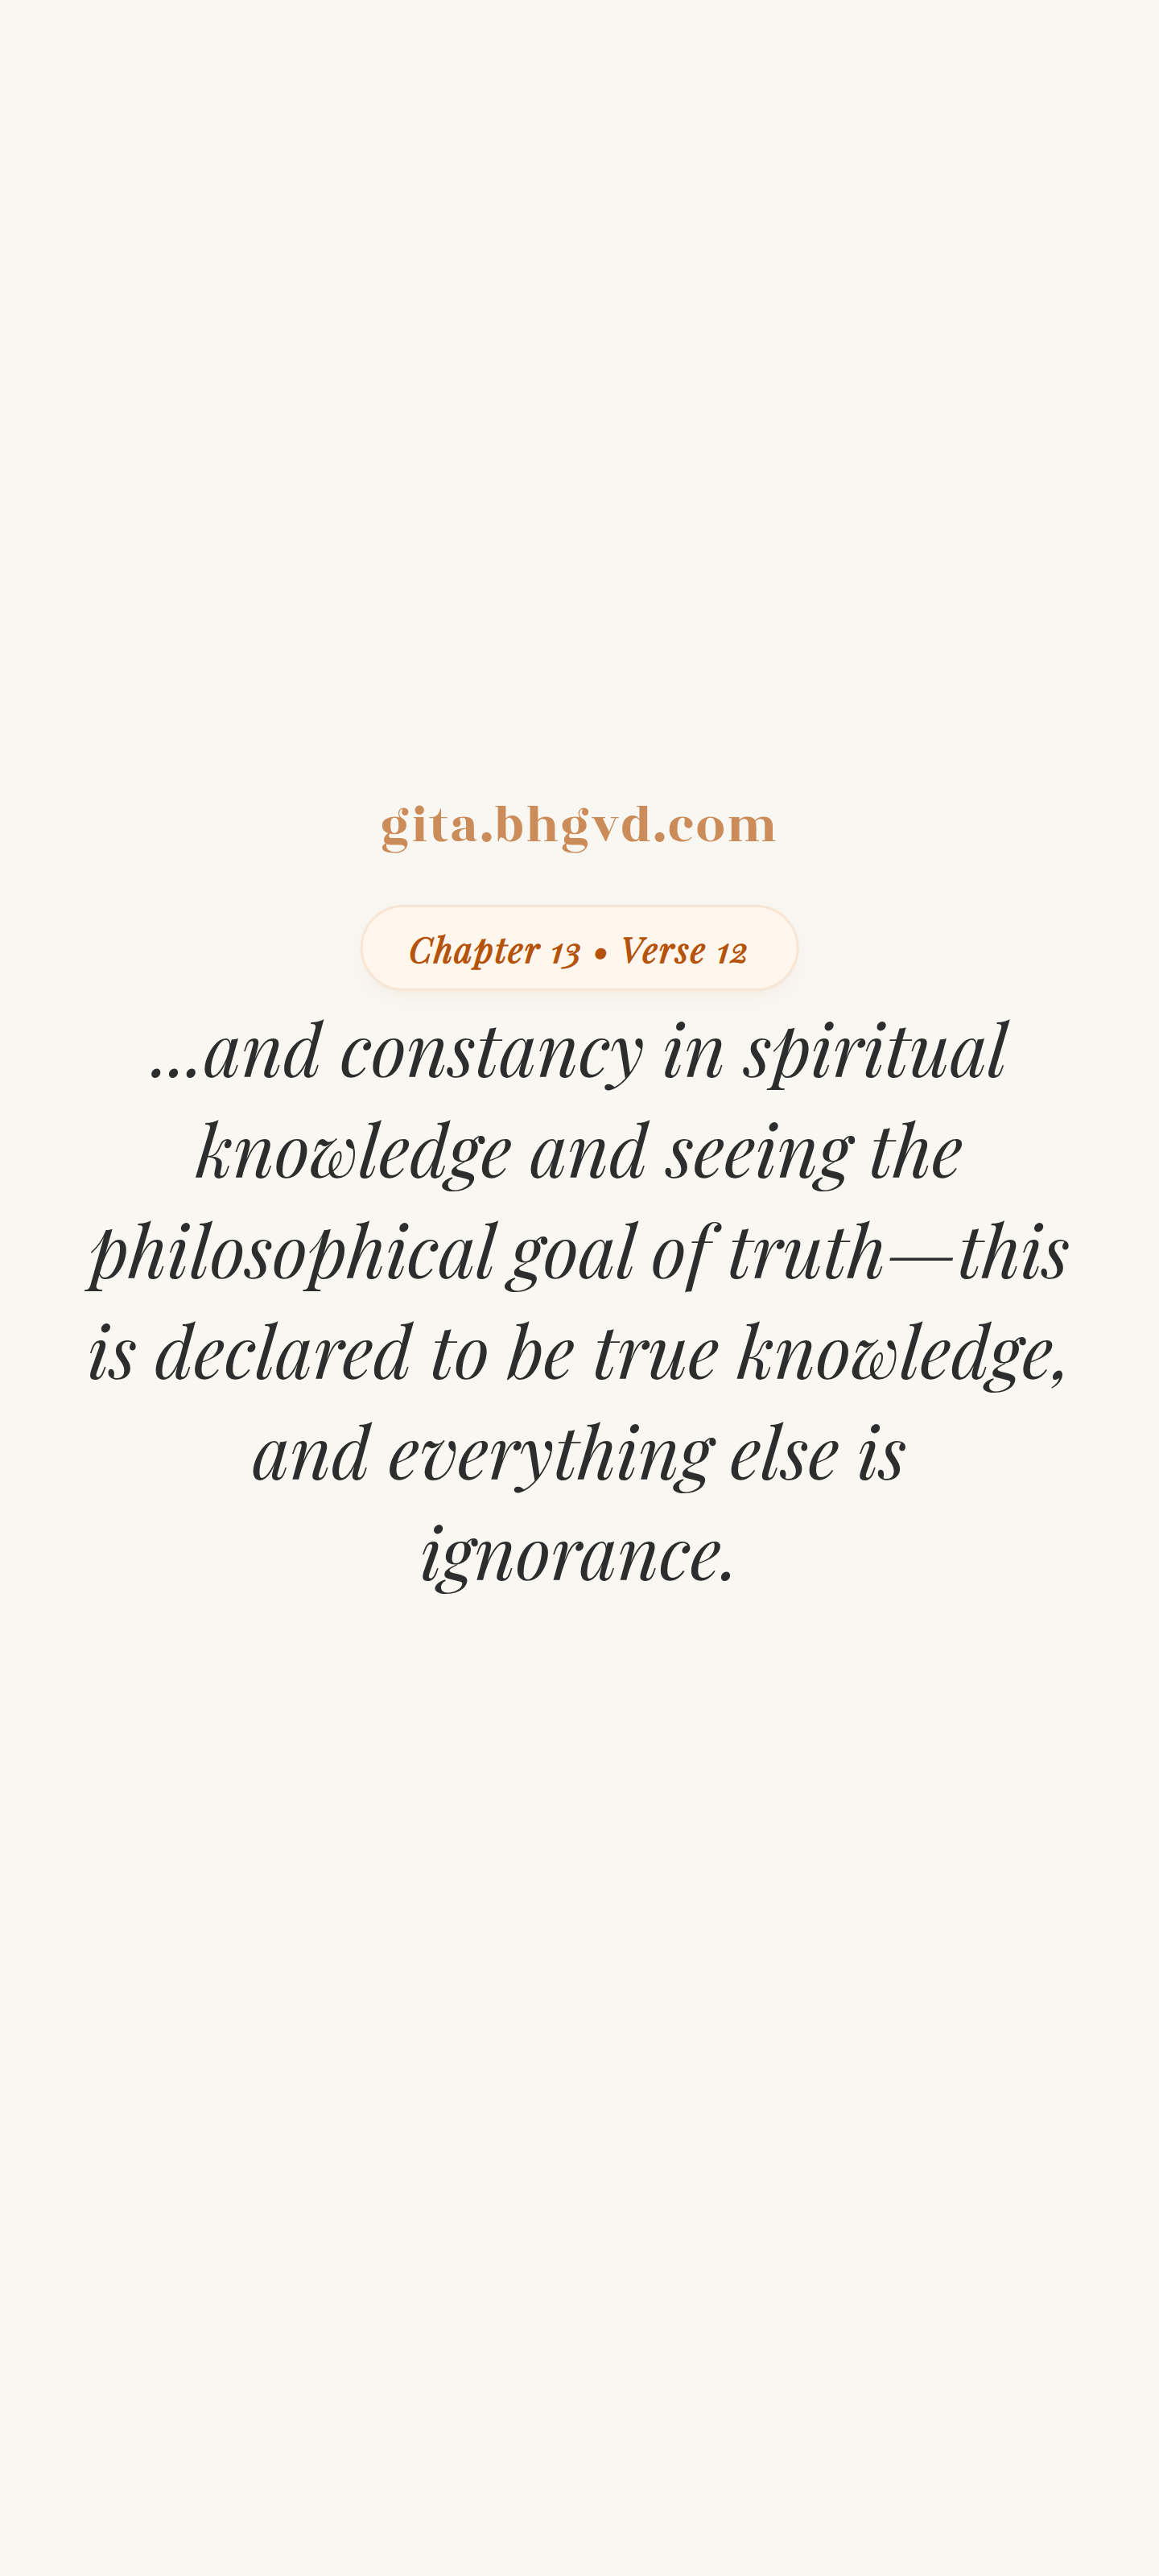 gita.bhgvd.com
Chapter 13 • Verse 12
...and constancy in spiritual
knowledge and seeing the
philosophical goal of truth—this
is declared to be true knowledge,
and everything else is
ignorance.